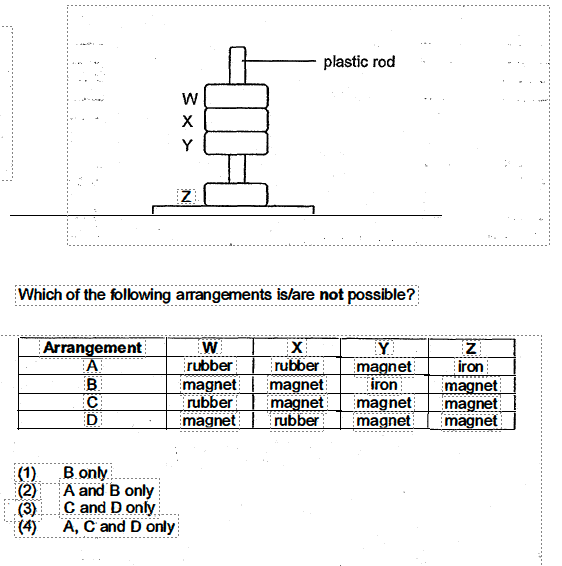 plastic rod
W
X
Y
Z
Which of the following arrangements is/are not possible?
Arrangement W X Y Z
A rubber rubber magnet iron
B magnet magnet iron magnet
C rubber magnet magnet magnet
D magnet rubber magnet magnet
(1) B only
(2) A and B only
(3) C and D only
(4) A, C and D only